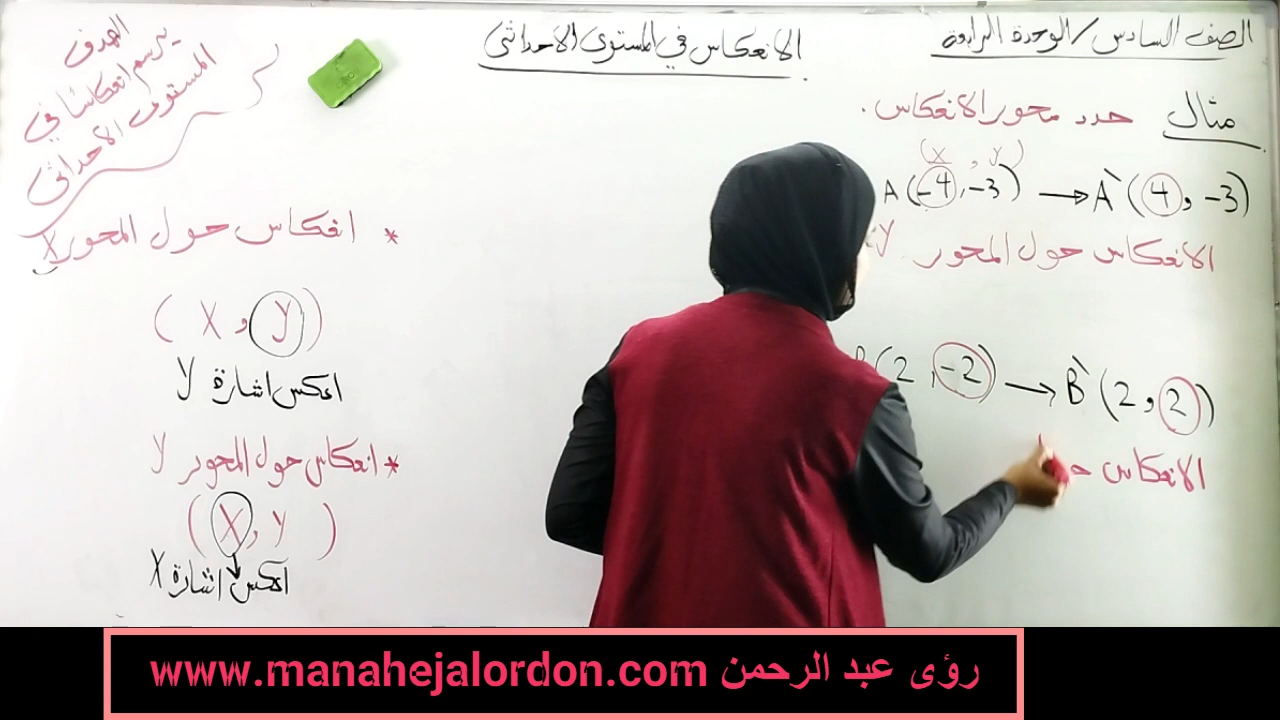 الصف السادس / الوحدة الرابعة
الانعكاس في المستوى الاحداثي
الهدف
يرسم انعكاسًا في
المستوى الاحداثي
مثال حدد محور الانعكاس.
(x , y)
A (-4, -3) → A` (4, -3)
الانعكاس حول المحور y
(2, -2) → B` (2, 2)
الانعكاس
* انعكاس حول المحور x
( x , y )
اعكس اشارة y
* انعكاس حول المحور y
( x , y )
اعكس اشارة x
رؤى عبد الرحمن www.manahejalordon.com